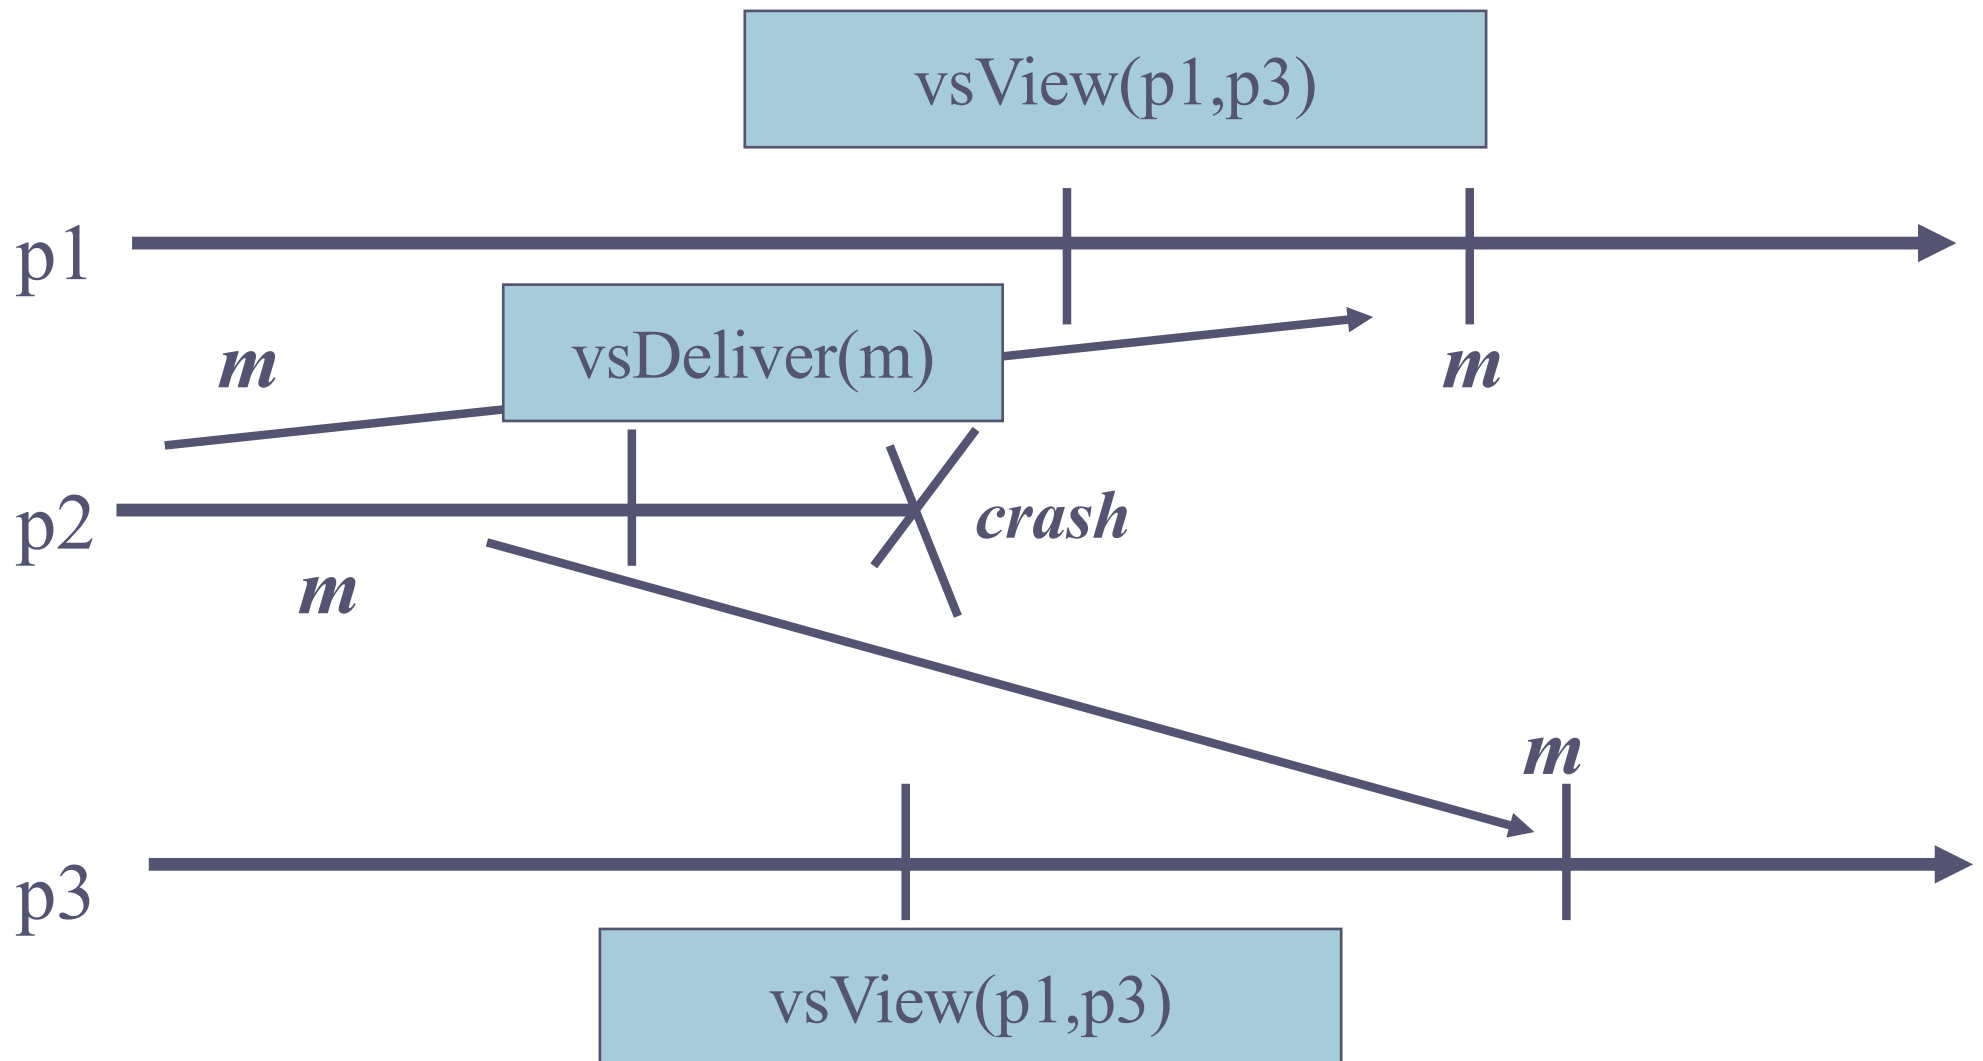 vsView(p1,p3)
p1
vsDeliver(m)
m
m
p2
crash
m
m
p3
vsView(p1,p3)